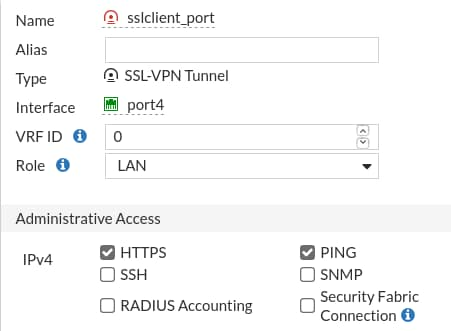 Name sslclient_port
Alias
Type SSL-VPN Tunnel
Interface port4
VRF ID 0
Role LAN
Administrative Access
IPv4 HTTPS PING
SSH SNMP
RADIUS Accounting Security Fabric
Connection